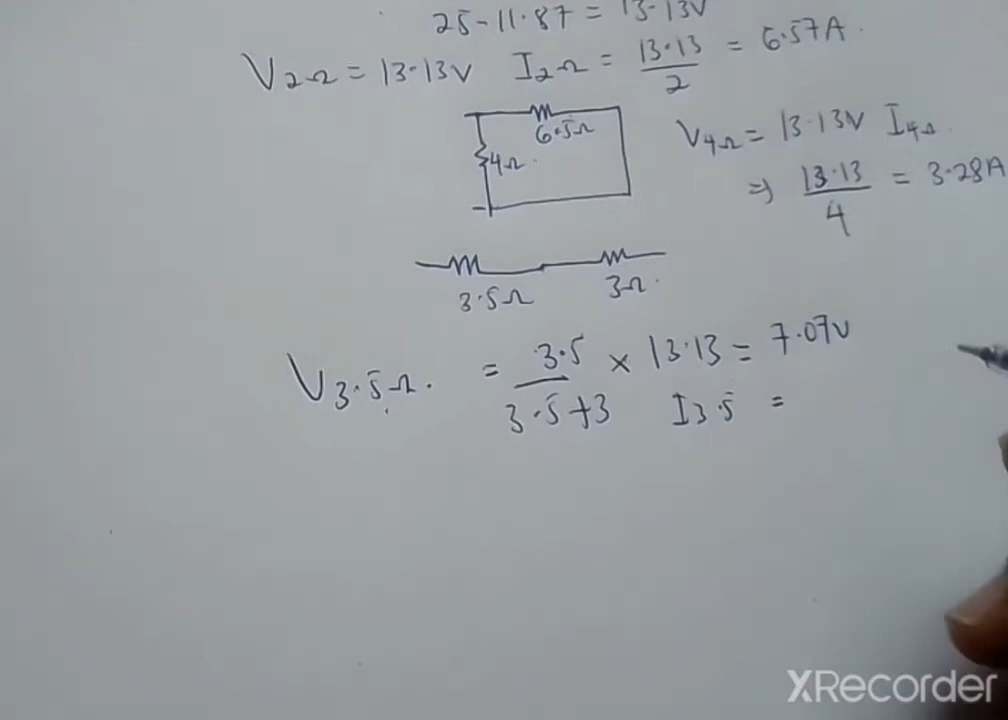 25-11.87 = 13.13V
V2Ω = 13.13V I2Ω = 13.13/2 = 6.57A.
6.5Ω
4Ω.
V4Ω = 13.13V I4Ω
⇒ 13.13/4 = 3.28A
3.5Ω 3Ω.
V3.5Ω. = 3.5/3.5+3 × 13.13 = 7.07V
I3.5 =
XRecorder